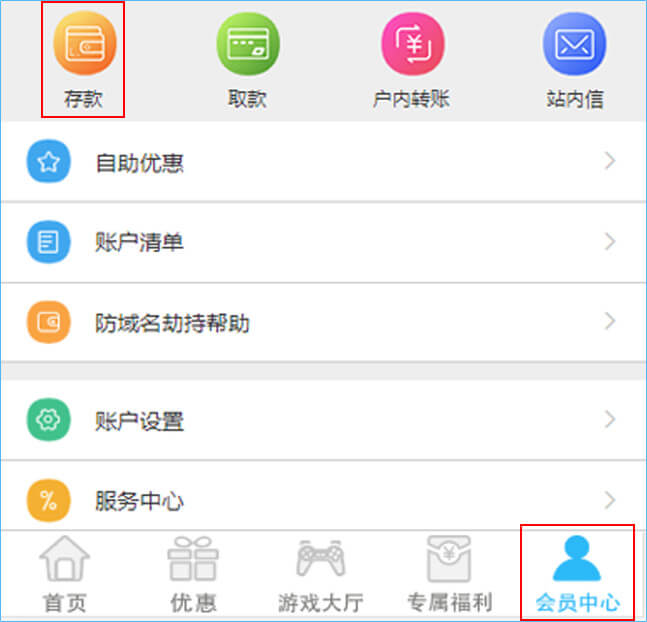 存款 取款 户内转账 站内信
自助优惠
账户清单
防域名劫持帮助
账户设置
% 服务中心
首页 优惠 游戏大厅 专属福利 会员中心